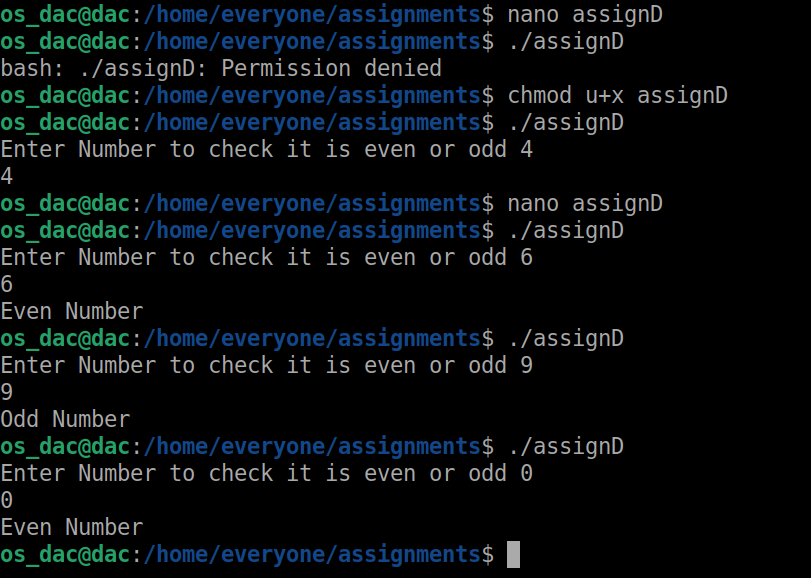 os_dac@dac:/home/everyone/assignments$ nano assignD
os_dac@dac:/home/everyone/assignments$ ./assignD
bash: ./assignD: Permission denied
os_dac@dac:/home/everyone/assignments$ chmod u+x assignD
os_dac@dac:/home/everyone/assignments$ ./assignD
Enter Number to check it is even or odd 4
4
os_dac@dac:/home/everyone/assignments$ nano assignD
os_dac@dac:/home/everyone/assignments$ ./assignD
Enter Number to check it is even or odd 6
6
Even Number
os_dac@dac:/home/everyone/assignments$ ./assignD
Enter Number to check it is even or odd 9
9
Odd Number
os_dac@dac:/home/everyone/assignments$ ./assignD
Enter Number to check it is even or odd 0
0
Even Number
os_dac@dac:/home/everyone/assignments$